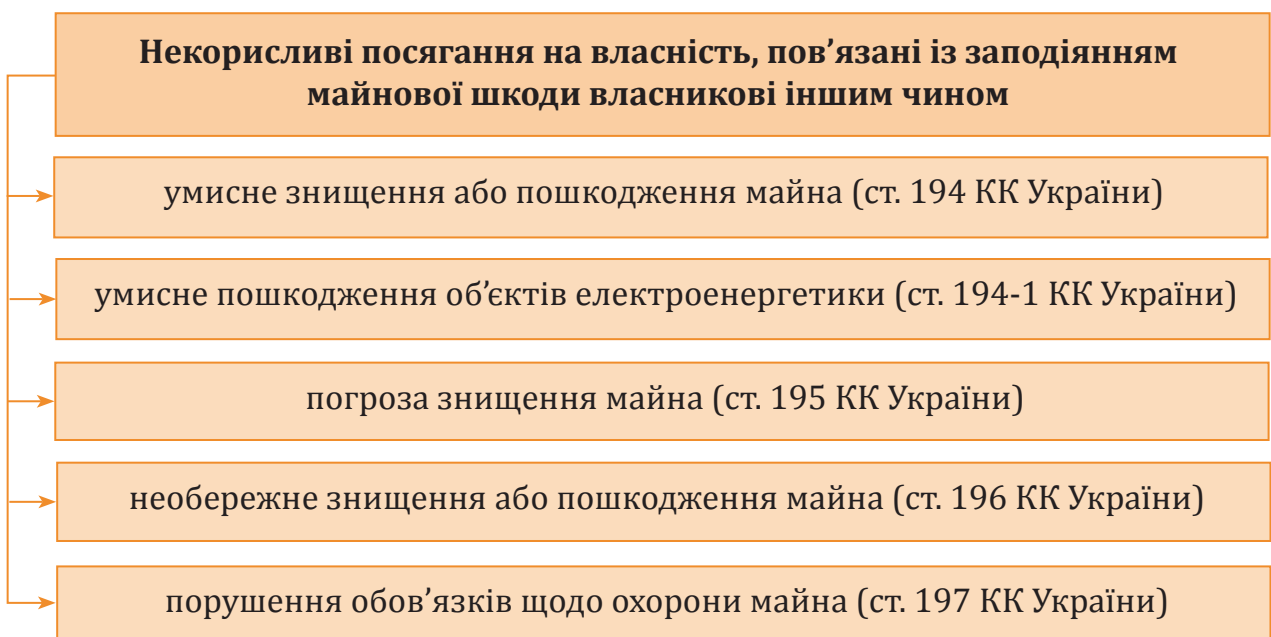 Некорисливі посягання на власність, пов’язані із заподіянням
майнової шкоди власникові іншим чином
умисне знищення або пошкодження майна (ст. 194 КК України)
умисне пошкодження об’єктів електроенергетики (ст. 194-1 КК України)
погроза знищення майна (ст. 195 КК України)
необережне знищення або пошкодження майна (ст. 196 КК України)
порушення обов’язків щодо охорони майна (ст. 197 КК України)